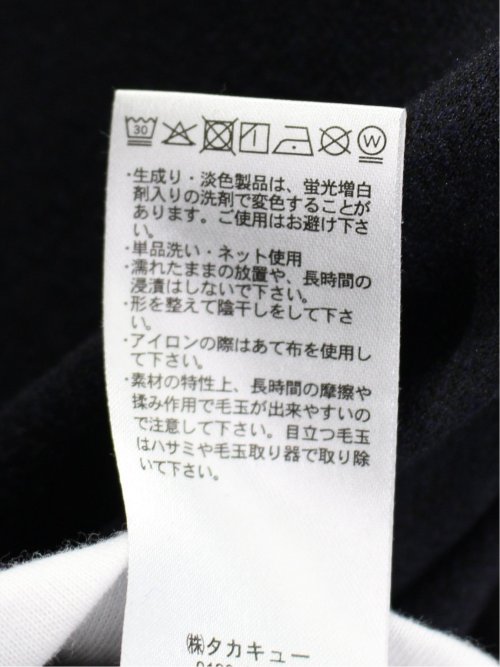 30 W
・生成り・淡色製品は、蛍光増白
剤入りの洗剤で変色することが
あります。ご使用はお避け下さ
い。
・単品洗い・ネット使用
・濡れたままの放置や、長時間の
浸漬はしないで下さい。
・形を整えて陰干しをして下さ
い。
・アイロンの際はあて布を使用し
て下さい。
・素材の特性上、長時間の摩擦や
揉み作用で毛玉が出来やすいの
で注意して下さい。目立つ毛玉
はハサミや毛玉取り器で取り除
いて下さい。
㈱タカキュー